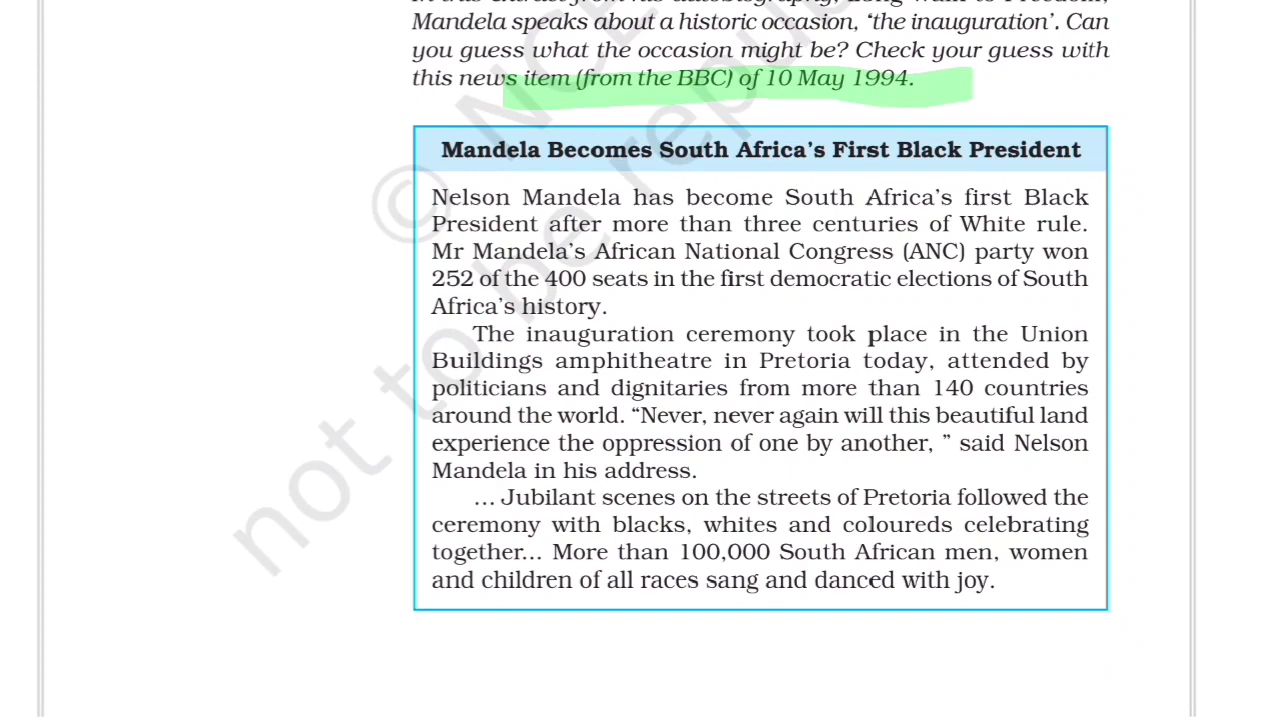 Mandela speaks about a historic occasion, ‘the inauguration’. Can
you guess what the occasion might be? Check your guess with
this news item (from the BBC) of 10 May 1994.
Mandela Becomes South Africa’s First Black President
Nelson Mandela has become South Africa’s first Black
President after more than three centuries of White rule.
Mr Mandela’s African National Congress (ANC) party won
252 of the 400 seats in the first democratic elections of South
Africa’s history.
The inauguration ceremony took place in the Union
Buildings amphitheatre in Pretoria today, attended by
politicians and dignitaries from more than 140 countries
around the world. “Never, never again will this beautiful land
experience the oppression of one by another, ” said Nelson
Mandela in his address.
... Jubilant scenes on the streets of Pretoria followed the
ceremony with blacks, whites and coloureds celebrating
together... More than 100,000 South African men, women
and children of all races sang and danced with joy.
not to be republ
© NCE